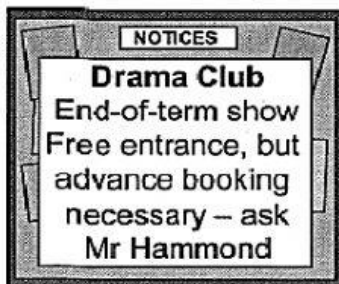 NOTICES
Drama Club
End-of-term show
Free entrance, but
advance booking
necessary – ask
Mr Hammond